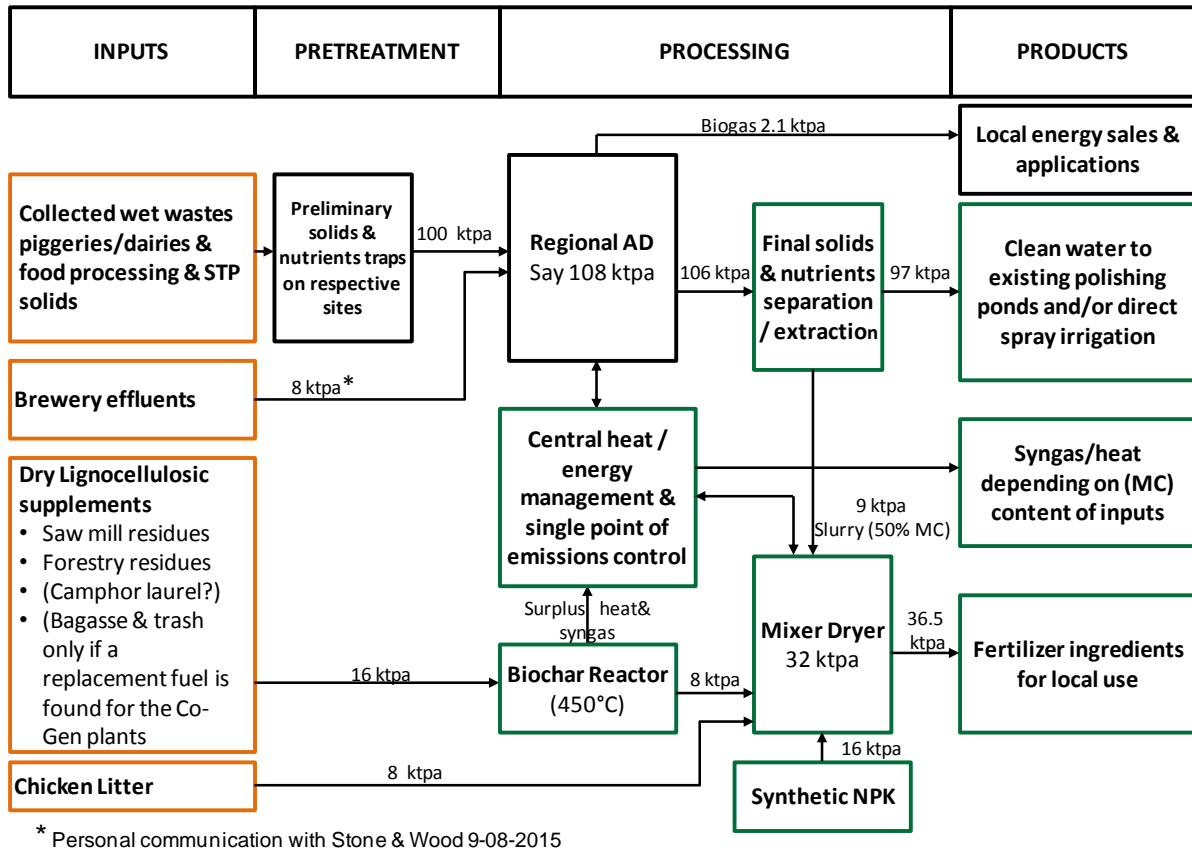 INPUTS
PRETREATMENT
PROCESSING
PRODUCTS
Biogas 2.1 ktpa
Local energy sales &
applications
Collected wet wastes
piggeries/dairies &
food processing & STP
solids
Preliminary
solids &
nutrients traps
on respective
sites
100 ktpa
Regional AD
Say 108 ktpa
106 ktpa
Final solids
& nutrients
separation
/ extraction
97 ktpa
Clean water to
existing polishing
ponds and/or direct
spray irrigation
Brewery effluents
8 ktpa*
Central heat /
energy
management &
single point of
emissions control
Syngas/heat
depending on (MC)
content of inputs
9 ktpa
Slurry (50% MC)
Dry Lignocellulosic
supplements
• Saw mill residues
• Forestry residues
• (Camphor laurel?)
• (Bagasse & trash
only if a
replacement fuel is
found for the Co-
Gen plants
16 ktpa
Surplus heat&
syngas
Biochar Reactor
(450°C)
8 ktpa
Mixer Dryer
32 ktpa
36.5
ktpa
Fertilizer ingredients
for local use
Chicken Litter
8 ktpa
16 ktpa
Synthetic NPK
* Personal communication with Stone & Wood 9-08-2015